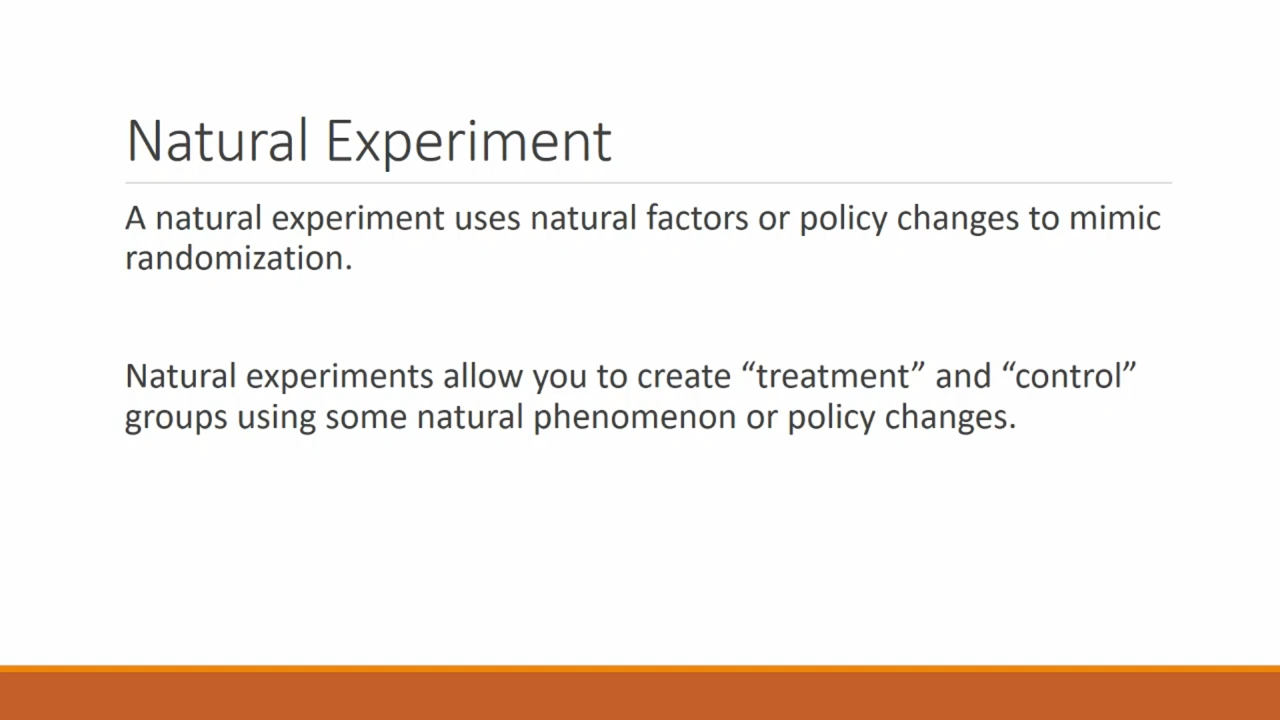 Natural Experiment
A natural experiment uses natural factors or policy changes to mimic
randomization.
Natural experiments allow you to create “treatment” and “control”
groups using some natural phenomenon or policy changes.